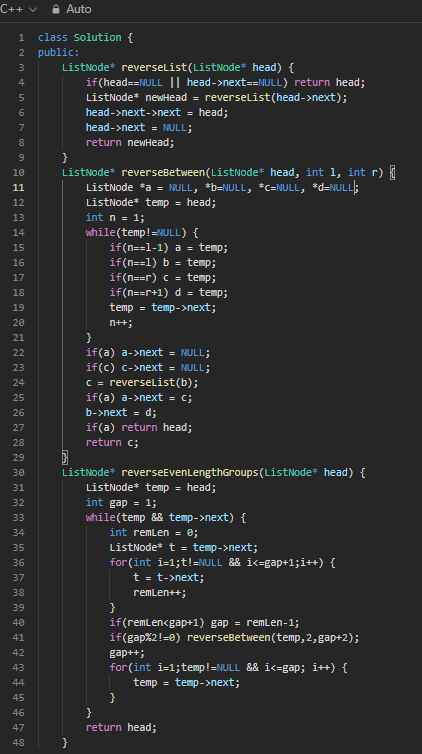 C++ Auto
1 class Solution {
2 public:
3 ListNode* reverseList(ListNode* head) {
4 if(head==NULL || head->next==NULL) return head;
5 ListNode* newHead = reverseList(head->next);
6 head->next->next = head;
7 head->next = NULL;
8 return newHead;
9 }
10 ListNode* reverseBetween(ListNode* head, int l, int r) {
11 ListNode *a = NULL, *b=NULL, *c=NULL, *d=NULL;
12 ListNode* temp = head;
13 int n = 1;
14 while(temp!=NULL) {
15 if(n==l-1) a = temp;
16 if(n==l) b = temp;
17 if(n==r) c = temp;
18 if(n==r+1) d = temp;
19 temp = temp->next;
20 n++;
21 }
22 if(a) a->next = NULL;
23 if(c) c->next = NULL;
24 c = reverseList(b);
25 if(a) a->next = c;
26 b->next = d;
27 if(a) return head;
28 return c;
29 }
30 ListNode* reverseEvenLengthGroups(ListNode* head) {
31 ListNode* temp = head;
32 int gap = 1;
33 while(temp && temp->next) {
34 int remLen = 0;
35 ListNode* t = temp->next;
36 for(int i=1;t!=NULL && i<=gap+1;i++) {
37 t = t->next;
38 remLen++;
39 }
40 if(remLen<gap+1) gap = remLen-1;
41 if(gap%2!=0) reverseBetween(temp,2,gap+2);
42 gap++;
43 for(int i=1;temp!=NULL && i<=gap; i++) {
44 temp = temp->next;
45 }
46 }
47 return head;
48 }